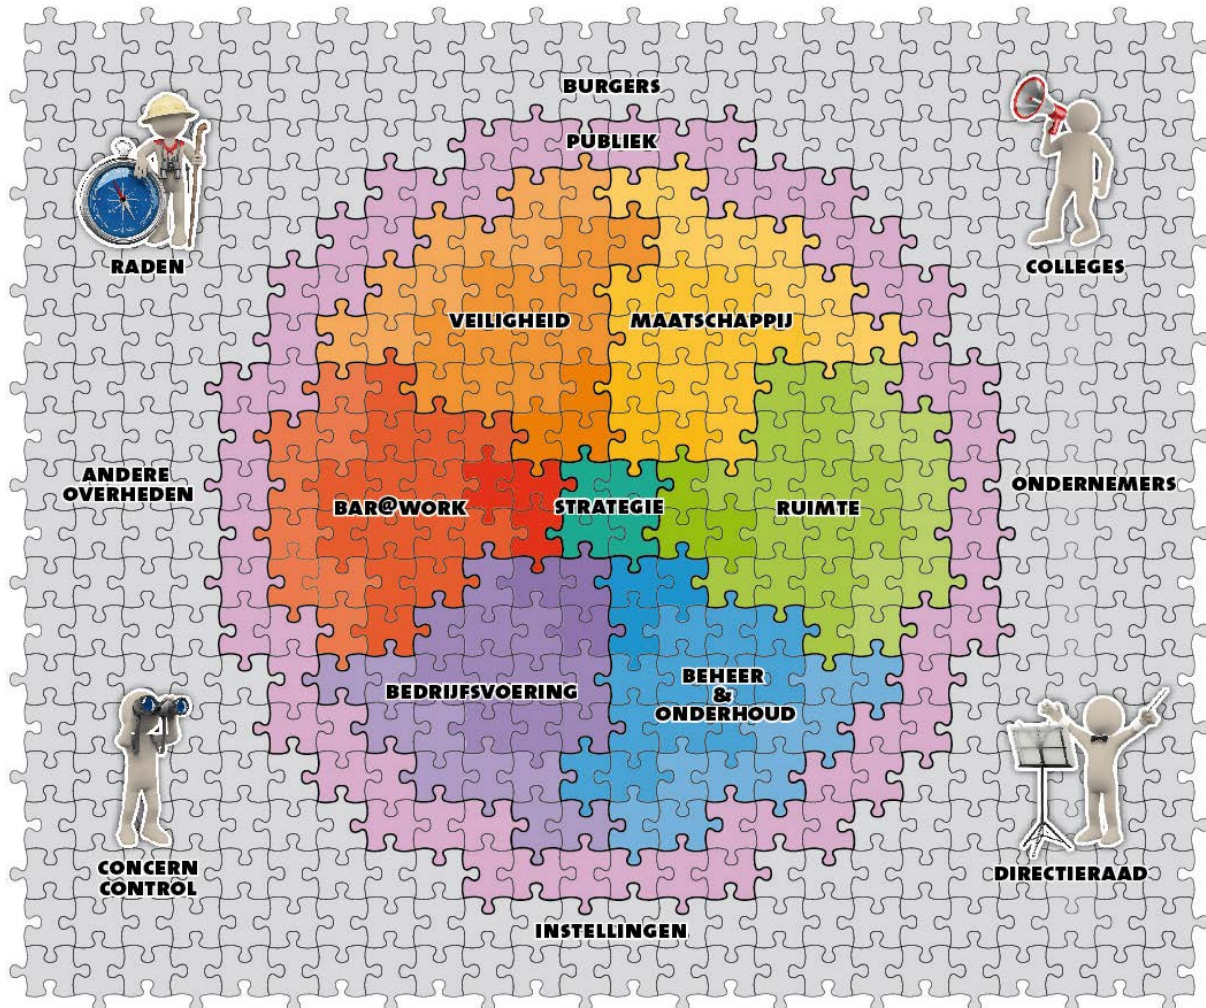 BURGERS
PUBLIEK
RADEN
COLLEGES
VEILIGHEID
MAATSCHAPPIJ
ANDERE
OVERHEDEN
BAR@WORK
STRATEGIE
RUIMTE
ONDERNEMERS
BEDRIJFSVOERING
BEHEER
&
ONDERHOUD
CONCERN
CONTROL
DIRECTIERAAD
INSTELLINGEN